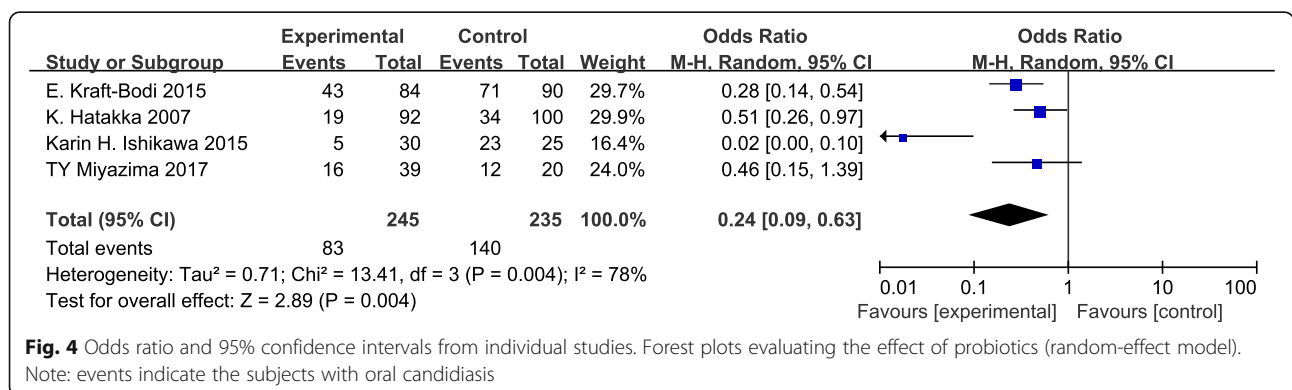 Experimental Control Odds Ratio Odds Ratio
Study or Subgroup Events Total Events Total Weight M-H, Random, 95% CI M-H, Random, 95% CI
E. Kraft-Bodi 2015 43 84 71 90 29.7% 0.28 [0.14, 0.54]
K. Hatakka 2007 19 92 34 100 29.9% 0.51 [0.26, 0.97]
Karin H. Ishikawa 2015 5 30 23 25 16.4% 0.02 [0.00, 0.10]
TY Miyazima 2017 16 39 12 20 24.0% 0.46 [0.15, 1.39]
Total (95% CI) 245 235 100.0% 0.24 [0.09, 0.63]
Total events 83 140
Heterogeneity: Tau² = 0.71; Chi² = 13.41, df = 3 (P = 0.004); I² = 78%
Test for overall effect: Z = 2.89 (P = 0.004)
0.01 0.1 1 10 100
Favours [experimental] Favours [control]
Fig. 4 Odds ratio and 95% confidence intervals from individual studies. Forest plots evaluating the effect of probiotics (random-effect model).
Note: events indicate the subjects with oral candidiasis